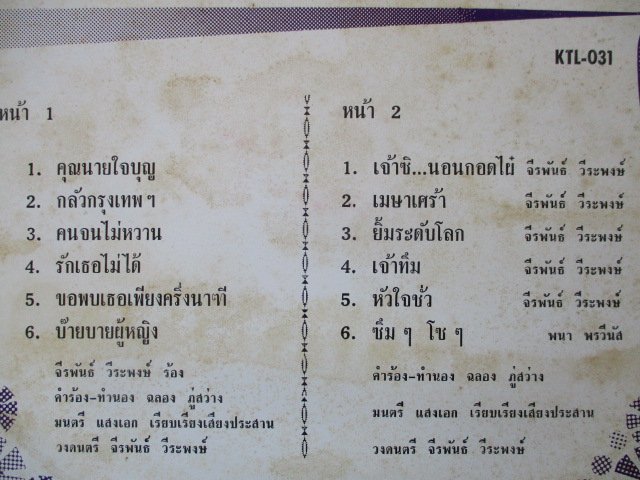 KTL-031
หน้า 1
1. คุณนายใจบุญ
2. กลัวกรุงเทพๆ
3. คนจนไม่หวาน
4. รักเธอไม่ได้
5. ขอพบเธอเพียงครึ่งนาที
6. บ๊ายบายผู้หญิง
จีรพันธ์ วีระพงษ์ ร้อง
คำร้อง-ทำนอง ฉลอง ภู่สว่าง
มนตรี แสงเอก เรียบเรียงเสียงประสาน
วงดนตรี จีรพันธ์ วีระพงษ์
หน้า 2
1. เจ้าซิ...นอนกอดไผ่ จีรพันธ์ วีระพงษ์
2. เมษาเศร้า จีรพันธ์ วีระพงษ์
3. ยิ้มระดับโลก จีรพันธ์ วีระพงษ์
4. เจ้าทึ่ม จีรพันธ์ วีระพงษ์
5. หัวใจชั่ว จีรพันธ์ วีระพงษ์
6. ซึม ๆ โซ ๆ พนา พรวีนัส
คำร้อง-ทำนอง ฉลอง ภู่สว่าง
มนตรี แสงเอก เรียบเรียงเสียงประสาน
วงดนตรี จีรพันธ์ วีระพงษ์